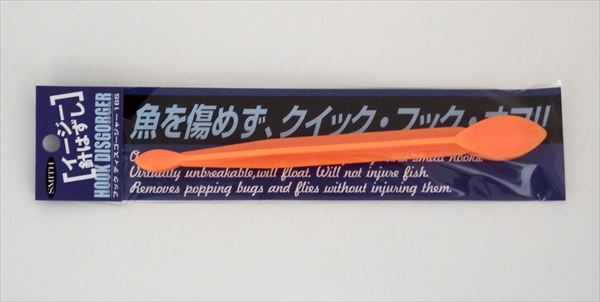 [イージー
針はずし]
HOOK DISGORGER
フック ディスゴージャー 165
SMITH
魚を傷めず、クイック・フック・オフ!!
small hooks.
Virtually unbreakable, will float. Will not injure fish.
Removes popping bugs and flies without injuring them.